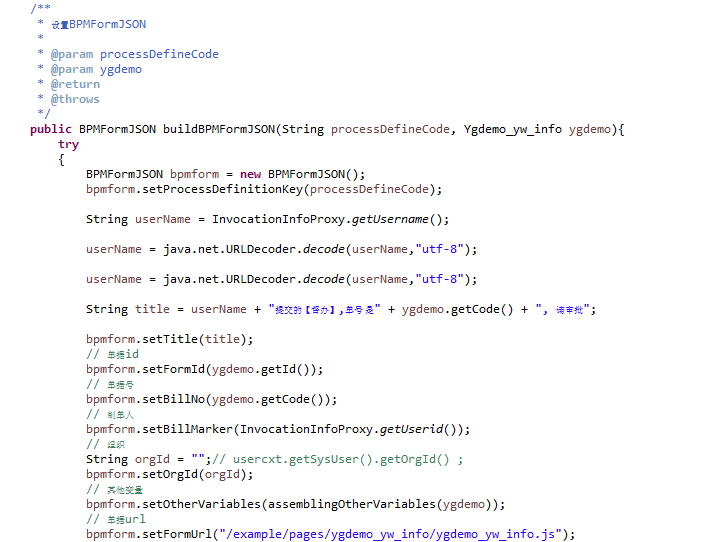 /**
* 设置BPMFormJSON
*
* @param processDefineCode
* @param ygdemo
* @return
* @throws
*/
public BPMFormJSON buildBPMFormJSON(String processDefineCode, Ygdemo_yw_info ygdemo){
try
{
BPMFormJSON bpmform = new BPMFormJSON();
bpmform.setProcessDefinitionKey(processDefineCode);
String userName = InvocationInfoProxy.getUsername();
userName = java.net.URLDecoder.decode(userName,"utf-8");
userName = java.net.URLDecoder.decode(userName,"utf-8");
String title = userName + "提交的【督办】,单号是" + ygdemo.getCode() + ", 请审批";
bpmform.setTitle(title);
// 单据id
bpmform.setFormId(ygdemo.getId());
// 单据号
bpmform.setBillNo(ygdemo.getCode());
// 制单人
bpmform.setBillMarker(InvocationInfoProxy.getUserid());
// 组织
String orgId = "";// usercxt.getSysUser().getOrgId() ;
bpmform.setOrgId(orgId);
// 其他变量
bpmform.setOtherVariables(assemblingOtherVariables(ygdemo));
// 单据url
bpmform.setFormUrl("/example/pages/ygdemo_yw_info/ygdemo_yw_info.js");